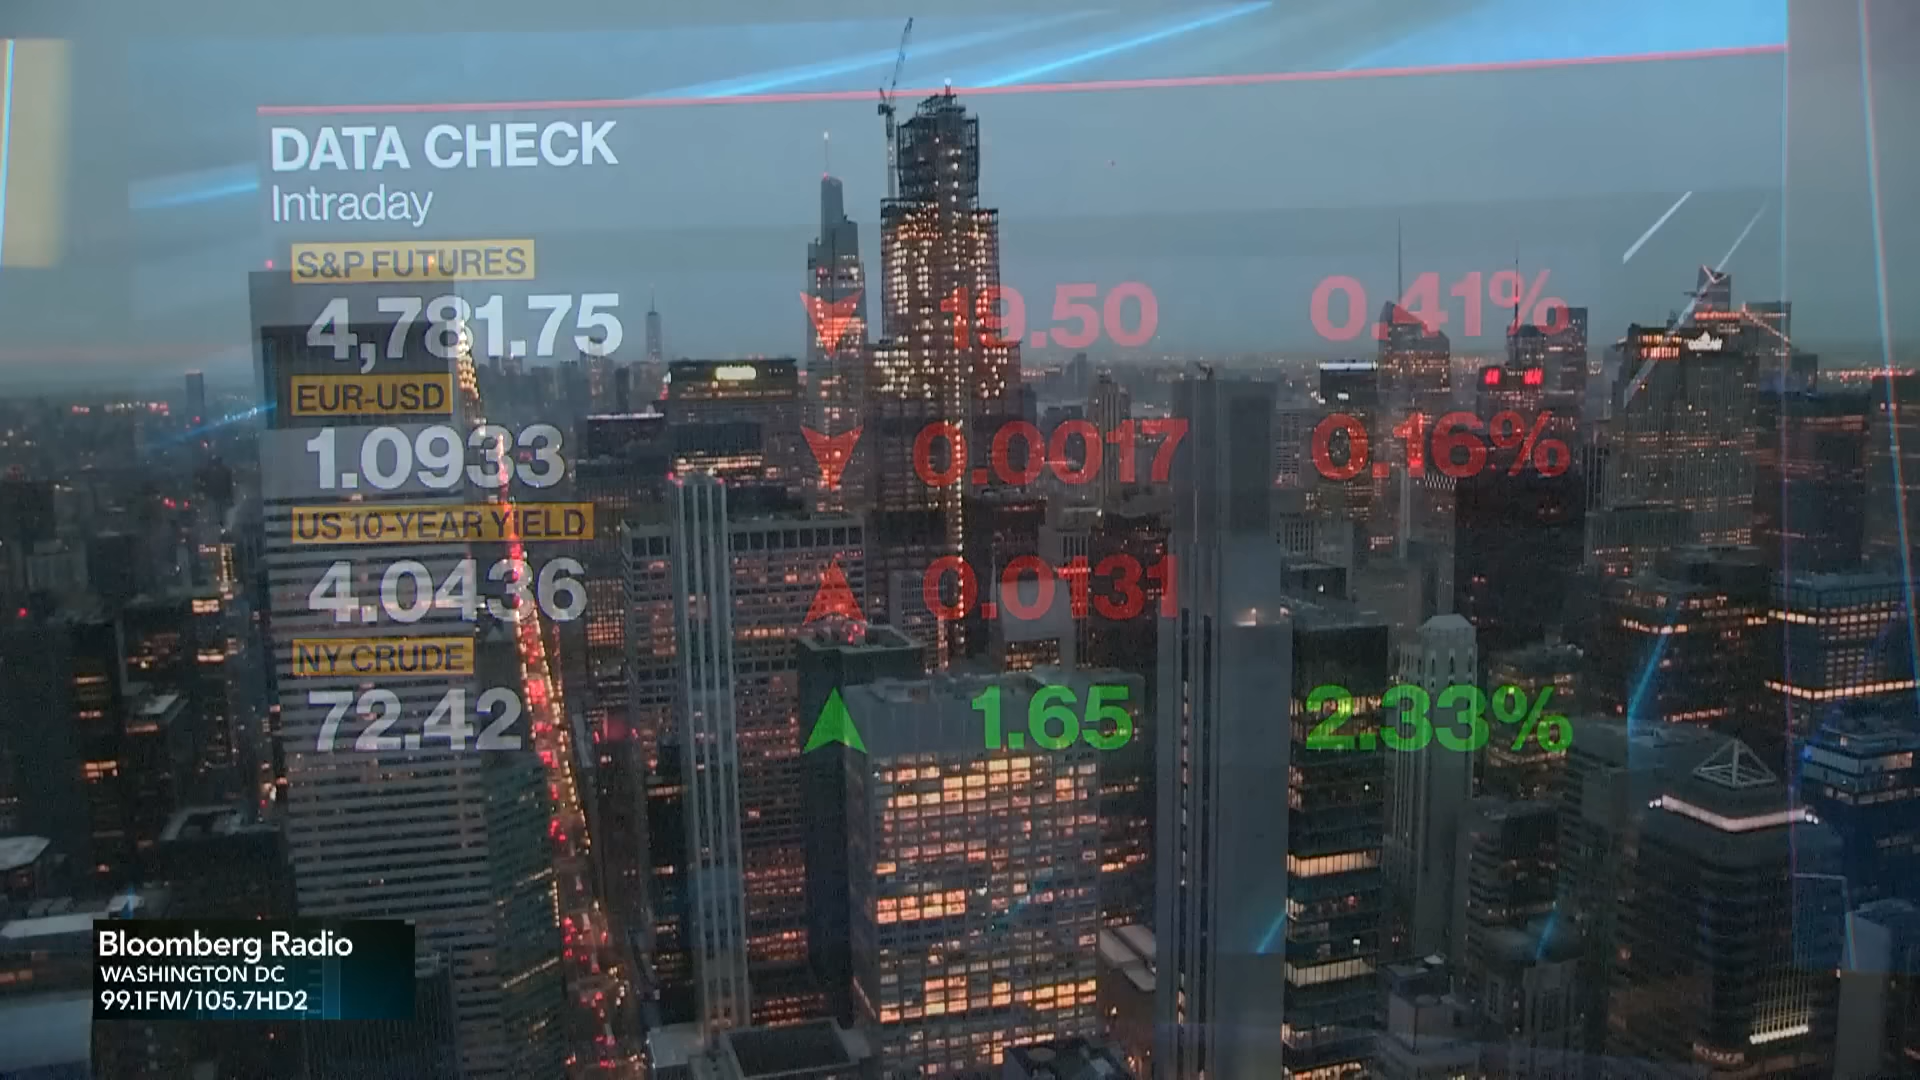 DATA CHECK
Intraday
S&P FUTURES
4,781.75 19.50 0.41%
EUR-USD
1.0933 0.0017 0.16%
US 10-YEAR YIELD
4.0436 0.0131
NY CRUDE
72.42 1.65 2.33%
Bloomberg Radio
WASHINGTON DC
99.1FM/105.7HD2